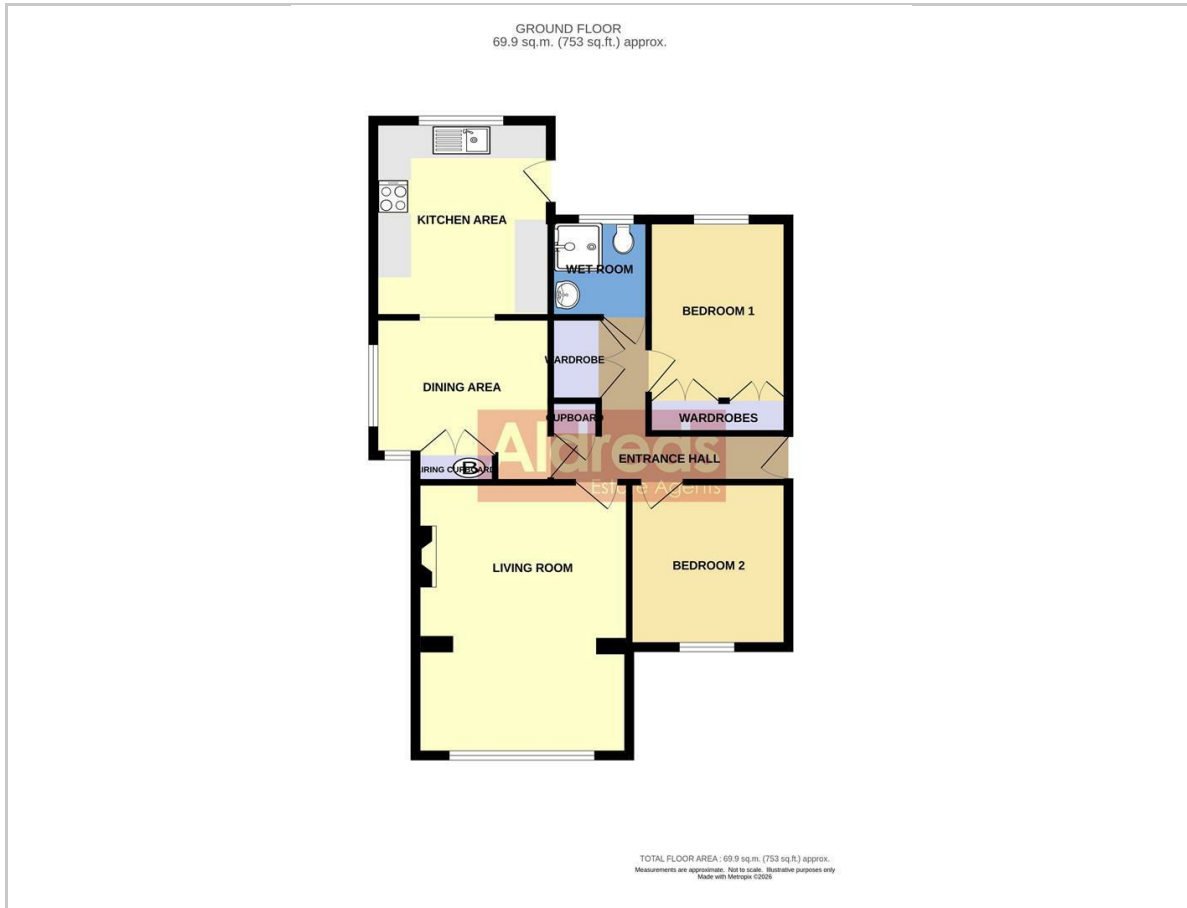 GROUND FLOOR
69.9 sq.m. (753 sq.ft.) approx.
KITCHEN AREA
WET ROOM
BEDROOM 1
WARDROBE
DINING AREA
CUPBOARD
WARDROBES
Aldreds
ENTRANCE HALL
AIRING CUPBOARD
B
Estate Agents
LIVING ROOM
BEDROOM 2
TOTAL FLOOR AREA : 69.9 sq.m. (753 sq.ft.) approx.
Measurements are approximate. Not to scale. Illustrative purposes only
Made with Metropix ©2026